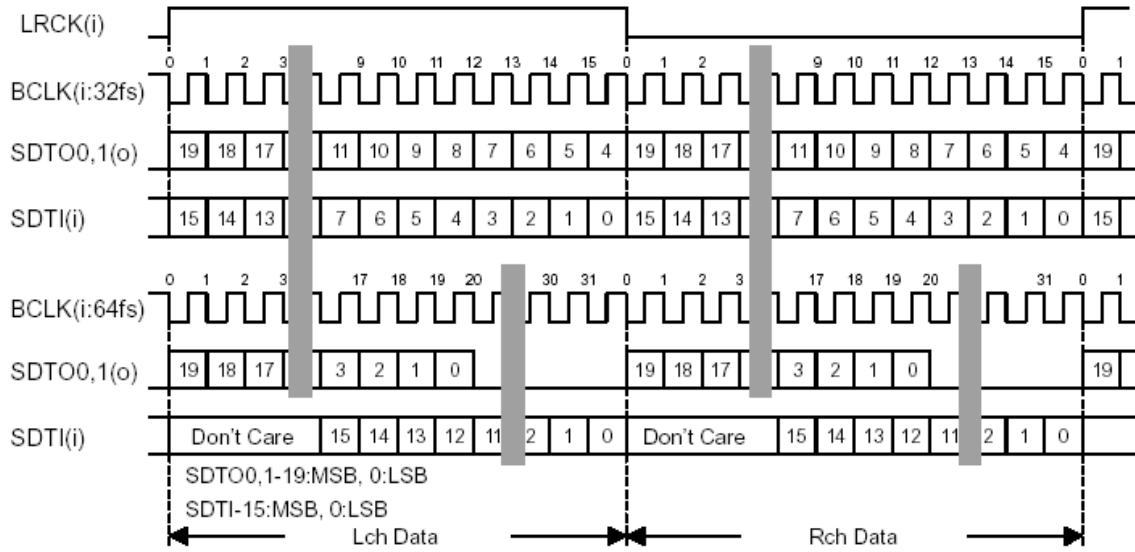 LRCK(i)
0 1 2 3 9 10 11 12 13 14 15 0 1 2 9 10 11 12 13 14 15 0 1
BCLK(i:32fs)
SDTO0,1(o) 19 18 17 11 10 9 8 7 6 5 4 19 18 17 11 10 9 8 7 6 5 4 19
SDTI(i) 15 14 13 7 6 5 4 3 2 1 0 15 14 13 7 6 5 4 3 2 1 0 15
0 1 2 3 17 18 19 20 30 31 0 1 2 3 17 18 19 20 31 0 1
BCLK(i:64fs)
SDTO0,1(o) 19 18 17 3 2 1 0 19 18 17 3 2 1 0 19
SDTI(i) Don't Care 15 14 13 12 11 2 1 0 Don't Care 15 14 13 12 11 2 1 0
SDTO0,1-19:MSB, 0:LSB
SDTI-15:MSB, 0:LSB
Lch Data Rch Data